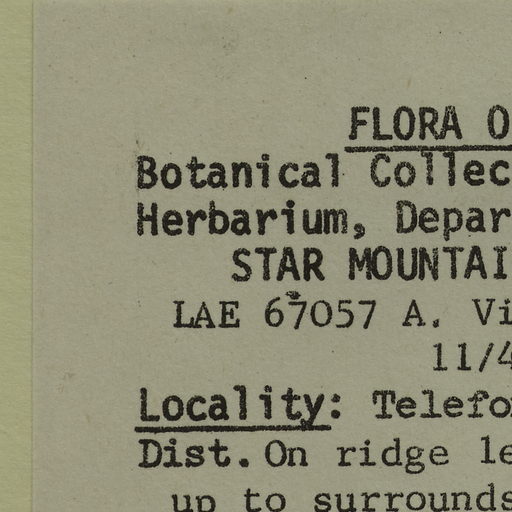 FLORA O
Botanical Collec
Herbarium, Depar
STAR MOUNTAI
LAE 67057 A. Vi
11/4
Locality: Telefo
Dist. On ridge le
up to surrounds